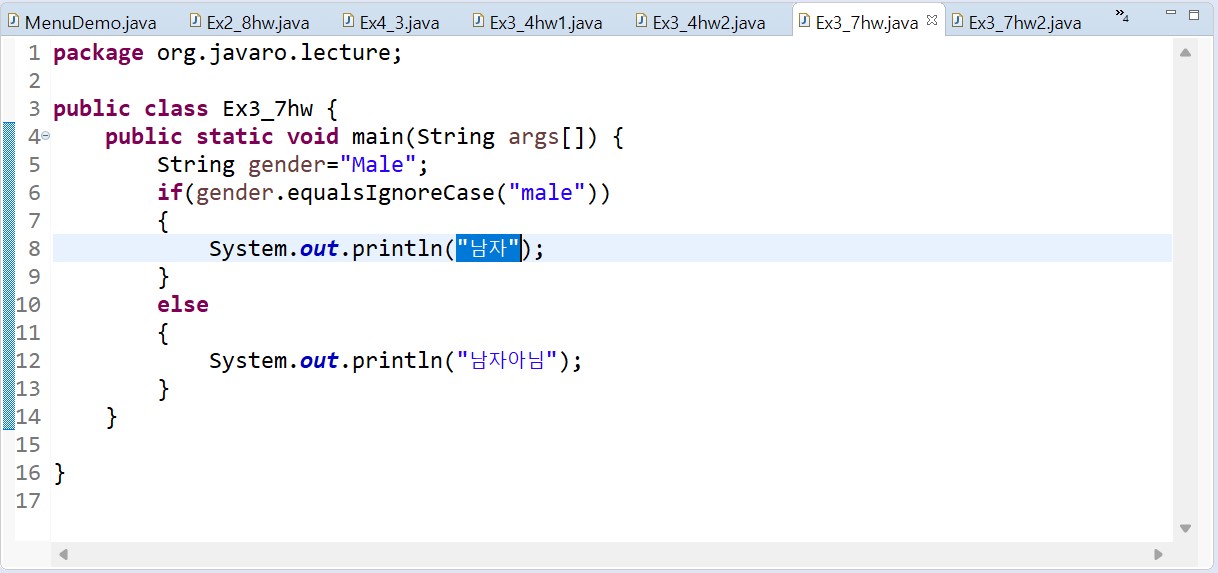 MenuDemo.java Ex2_8hw.java Ex4_3.java Ex3_4hw1.java Ex3_4hw2.java Ex3_7hw.java Ex3_7hw2.java »4
1 package org.javaro.lecture;
2
3 public class Ex3_7hw {
4 public static void main(String args[]) {
5 String gender="Male";
6 if(gender.equalsIgnoreCase("male"))
7 {
8 System.out.println("남자");
9 }
10 else
11 {
12 System.out.println("남자아님");
13 }
14 }
15
16 }
17